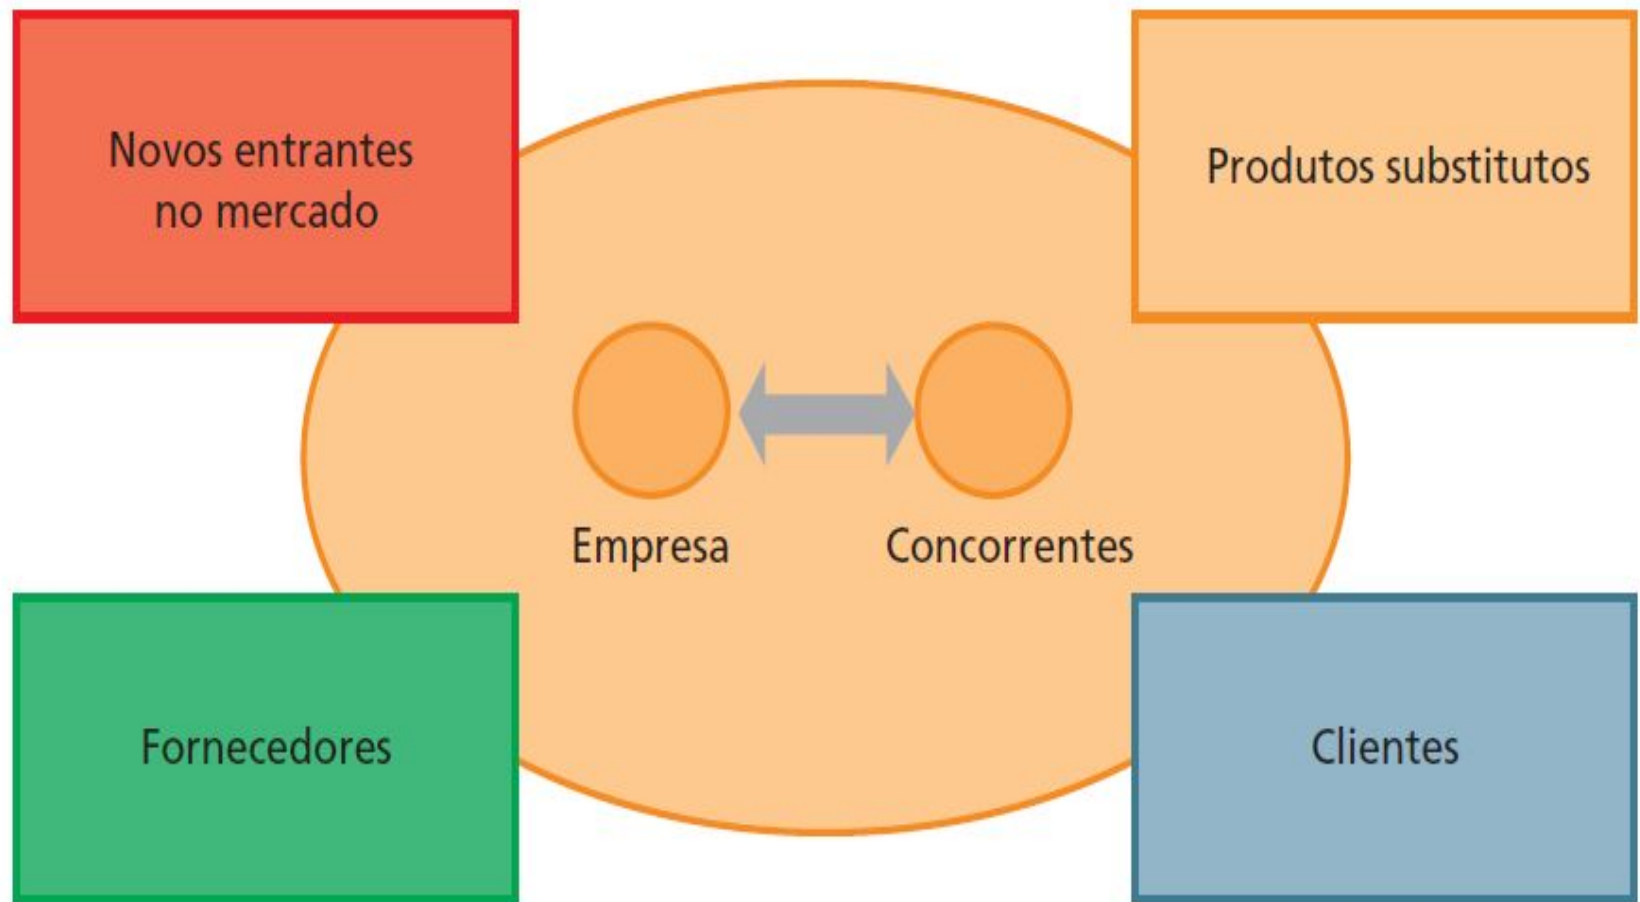 Novos entrantes
no mercado
Produtos substitutos
Empresa
Concorrentes
Fornecedores
Clientes